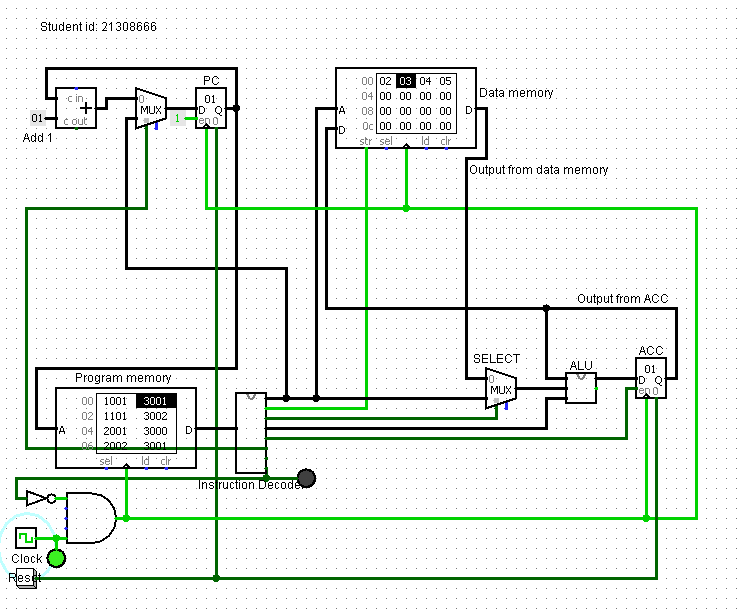 Student id: 21308666
PC
c in
+
c out
01
Add 1
0
MUX
1
01
D Q
en 0
00 02 03 04 05
04 00 00 00 00
08 00 00 00 00
0c 00 00 00 00
A
D
D
str sel ld clr
Data memory
Output from data memory
Output from ACC
SELECT
0
MUX
ALU
ACC
01
D Q
en 0
Program memory
00 1001 3001
02 1101 3002
04 2001 3000
06 2002 3001
A
D
sel ld clr
Instruction Decoder
Clock
Reset